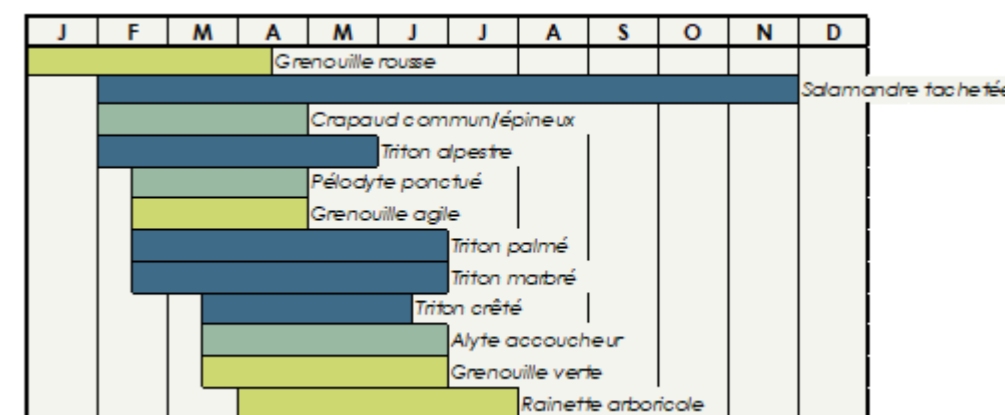 J F M A M J J A S O N D
Grenouille rousse
Salamandre tachetée
Crapaud commun/épineux
Triton alpestre
Pélodyte ponctué
Grenouille agile
Triton palmé
Triton marbré
Triton crêté
Alyte accoucheur
Grenouille verte
Rainette arboricole